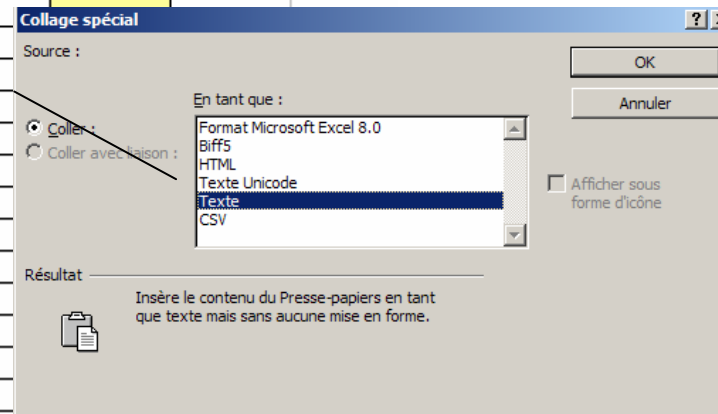 Collage spécial
Source :
OK
Annuler
En tant que :
Coller :
Coller avec liaison :
Format Microsoft Excel 8.0
Biff5
HTML
Texte Unicode
Texte
CSV
Afficher sous
forme d'icône
Résultat
Insère le contenu du Presse-papiers en tant
que texte mais sans aucune mise en forme.